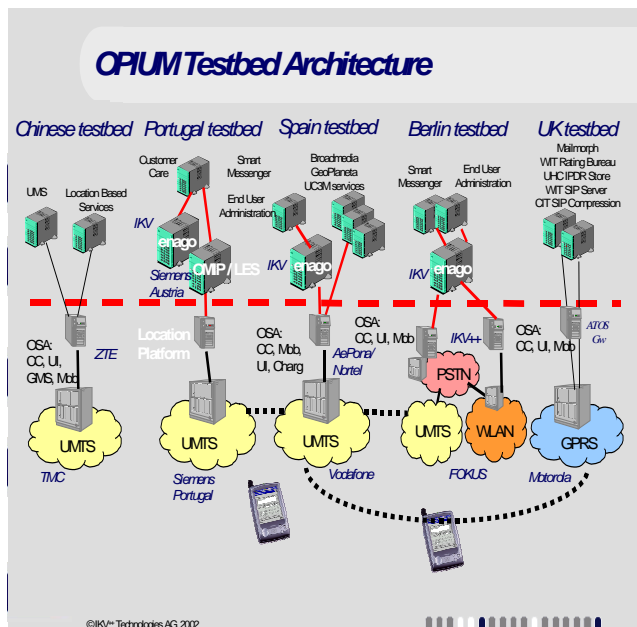 OPIUM Testbed Architecture
Chinese testbed
Portugal testbed
Spain testbed
Berlin testbed
UK testbed
UMS
Location Based
Services
Customer
Care
Smart
Messenger
IKV
enago
OMIP / LES
Siemens
Austria
Broadmedia
GeoPlaneta
UC3M services
End User
Administration
IKV
enago
Smart
Messenger
End User
Administration
IKV
enago
Mailmorph
WIT Rating Bureau
UHC IPDR Store
WIT SIP Server
CIT SIP Compression
OSA:
CC, UI,
GMS, Mob
ZTE
Location
Platform
OSA:
CC, Mob,
UI, Charg
AePona/
Nortel
OSA:
CC, UI, Mob
IKV++
OSA:
CC, UI, Mob
ATOS
Gw
PSTN
UMTS
UMTS
UMTS
UMTS
WLAN
GPRS
TMC
Siemens
Portugal
Vodafone
FOKUS
Motorola
©IKV++ Technologies AG 2002